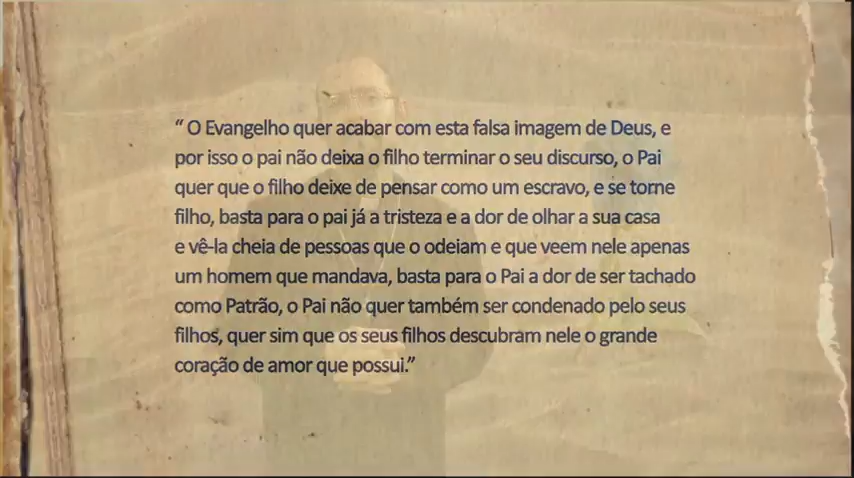 “ O Evangelho quer acabar com esta falsa imagem de Deus, e
por isso o pai não deixa o filho terminar o seu discurso, o Pai
quer que o filho deixe de pensar como um escravo, e se torne
filho, basta para o pai já a tristeza e a dor de olhar a sua casa
e vê-la cheia de pessoas que o odeiam e que veem nele apenas
um homem que mandava, basta para o Pai a dor de ser tachado
como Patrão, o Pai não quer também ser condenado pelo seus
filhos, quer sim que os seus filhos descubram nele o grande
coração de amor que possui.”